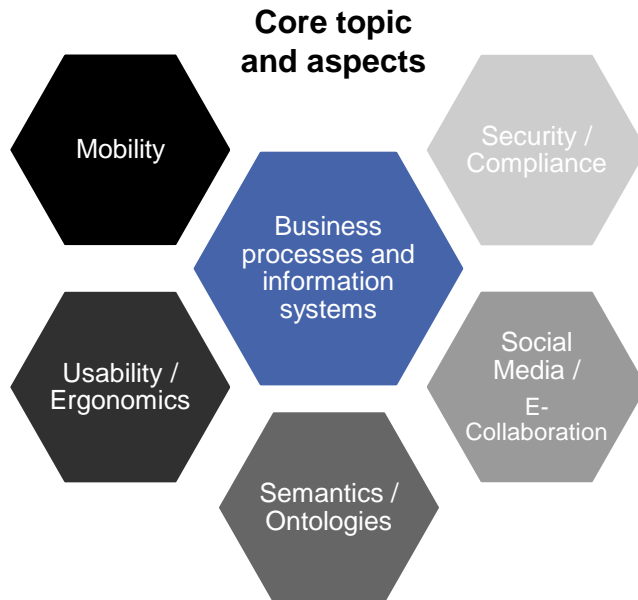 Core topic
and aspects
Mobility
Security /
Compliance
Business
processes and
information
systems
Usability /
Ergonomics
Social
Media /
E-
Collaboration
Semantics /
Ontologies